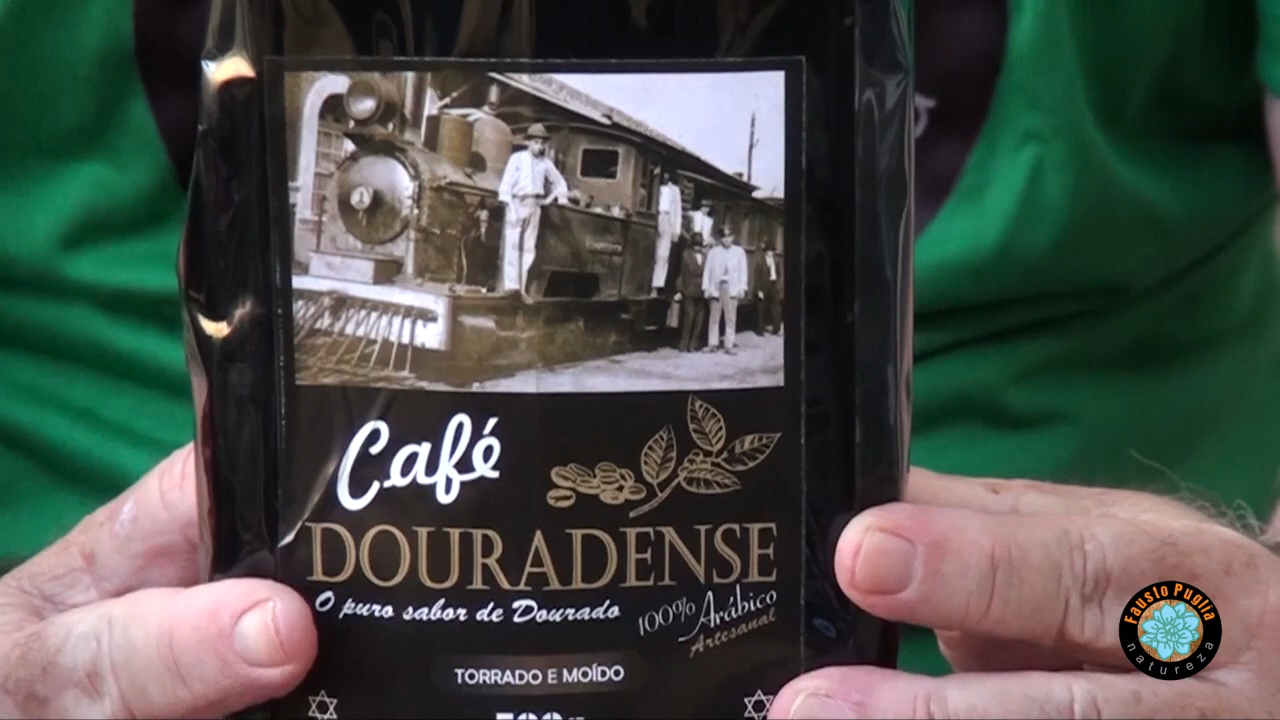 Café
DOURADENSE
O puro sabor de Dourado
100% Arábico
Artesanal
TORRADO E MOÍDO
Fausto Puglia
natureza